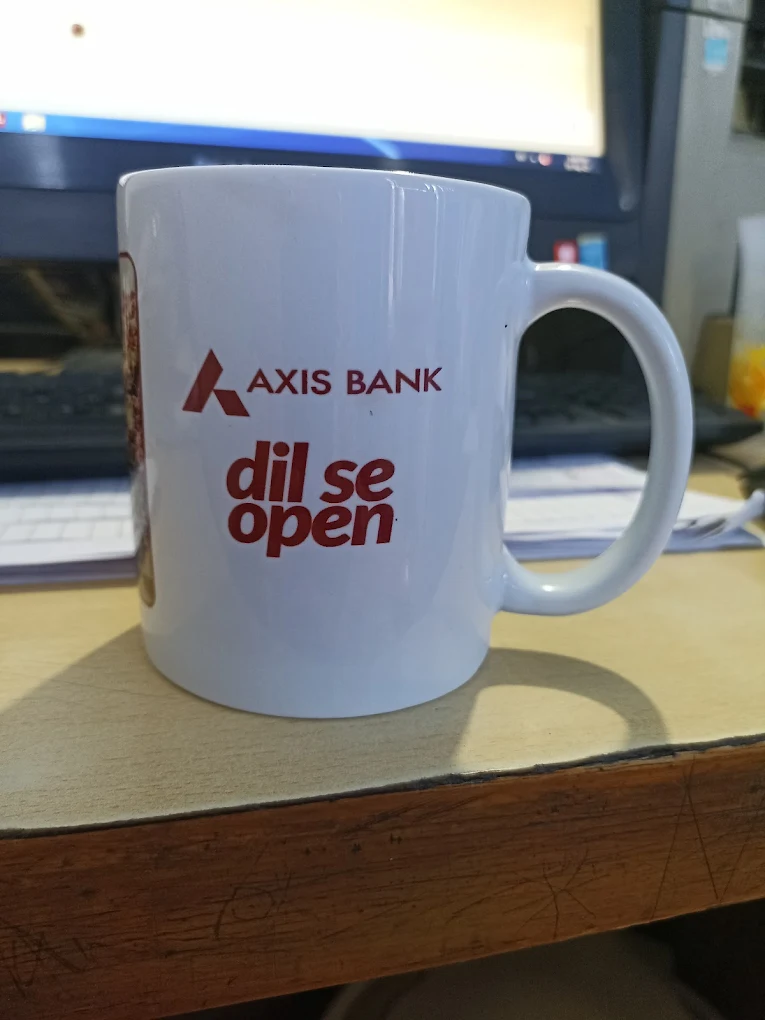 AXIS BANK
dil se
open